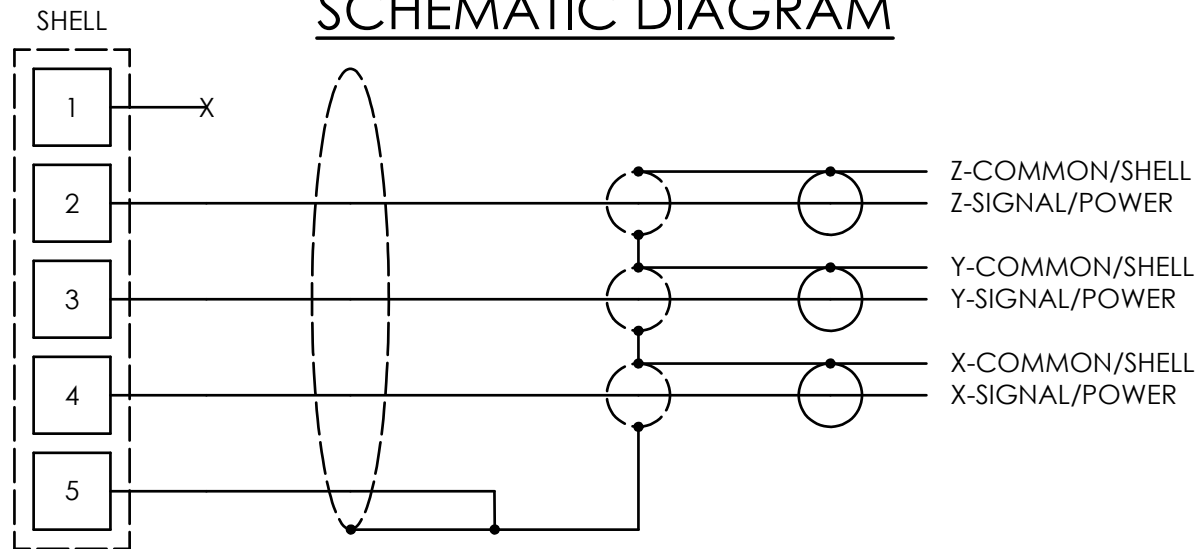 SCHEMATIC DIAGRAM
SHELL
1
X
2
3
4
5
Z-COMMON/SHELL
Z-SIGNAL/POWER
Y-COMMON/SHELL
Y-SIGNAL/POWER
X-COMMON/SHELL
X-SIGNAL/POWER